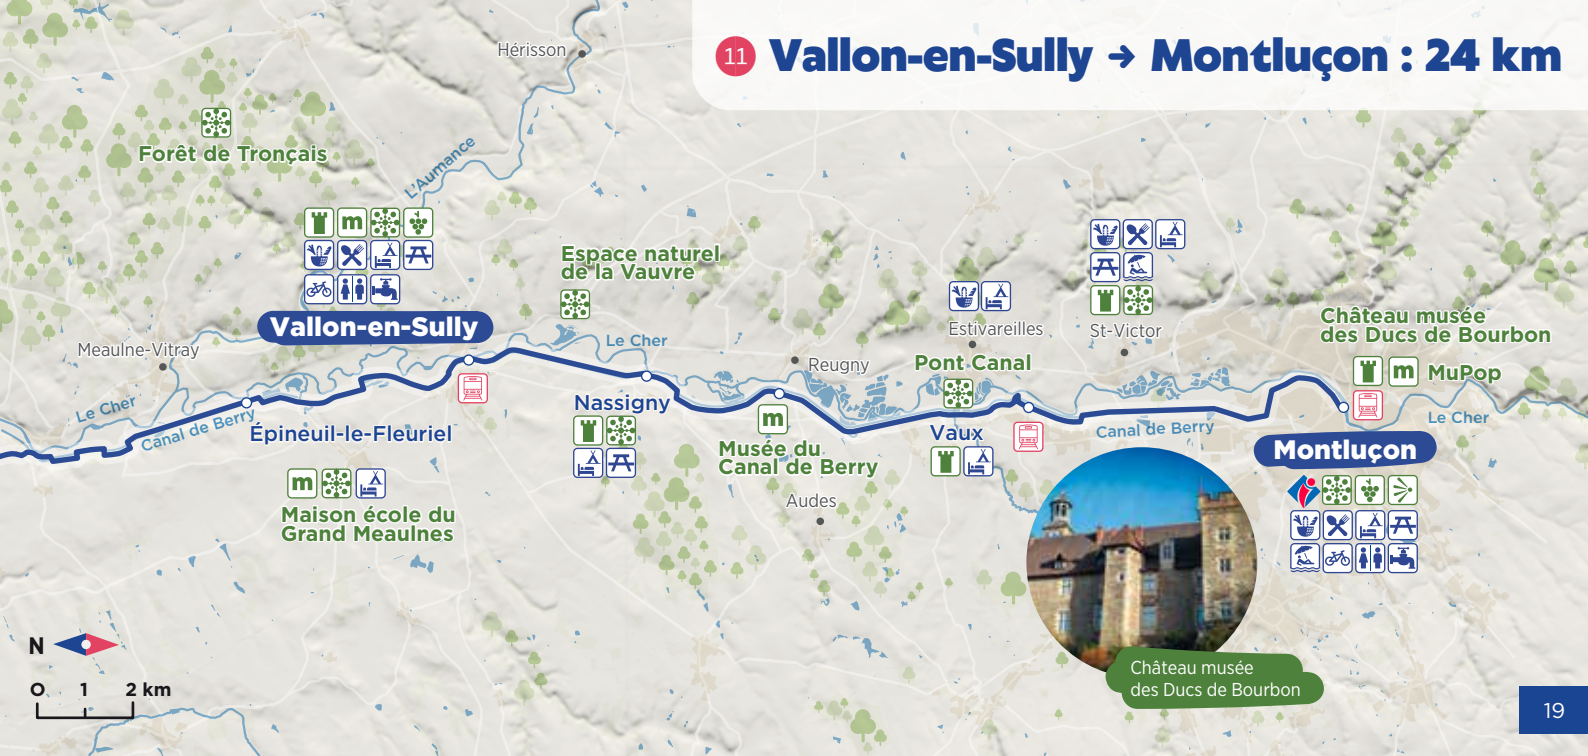 11 Vallon-en-Sully → Montluçon : 24 km
Hérisson
Forêt de Tronçais
L'Aumance
m
Espace naturel
de la Vauvre
Vallon-en-Sully
Meaulne-Vitray
Le Cher
Le Cher
Reugny
Estivareilles
St-Victor
Château musée
des Ducs de Bourbon
m MuPop
Pont Canal
Le Cher
Canal de Berry
Épineuil-le-Fleuriel
Nassigny
m
Musée du
Canal de Berry
Vaux
Canal de Berry
Montluçon
m
Maison école du
Grand Meaulnes
Audes
N
0 1 2 km
Château musée
des Ducs de Bourbon
19